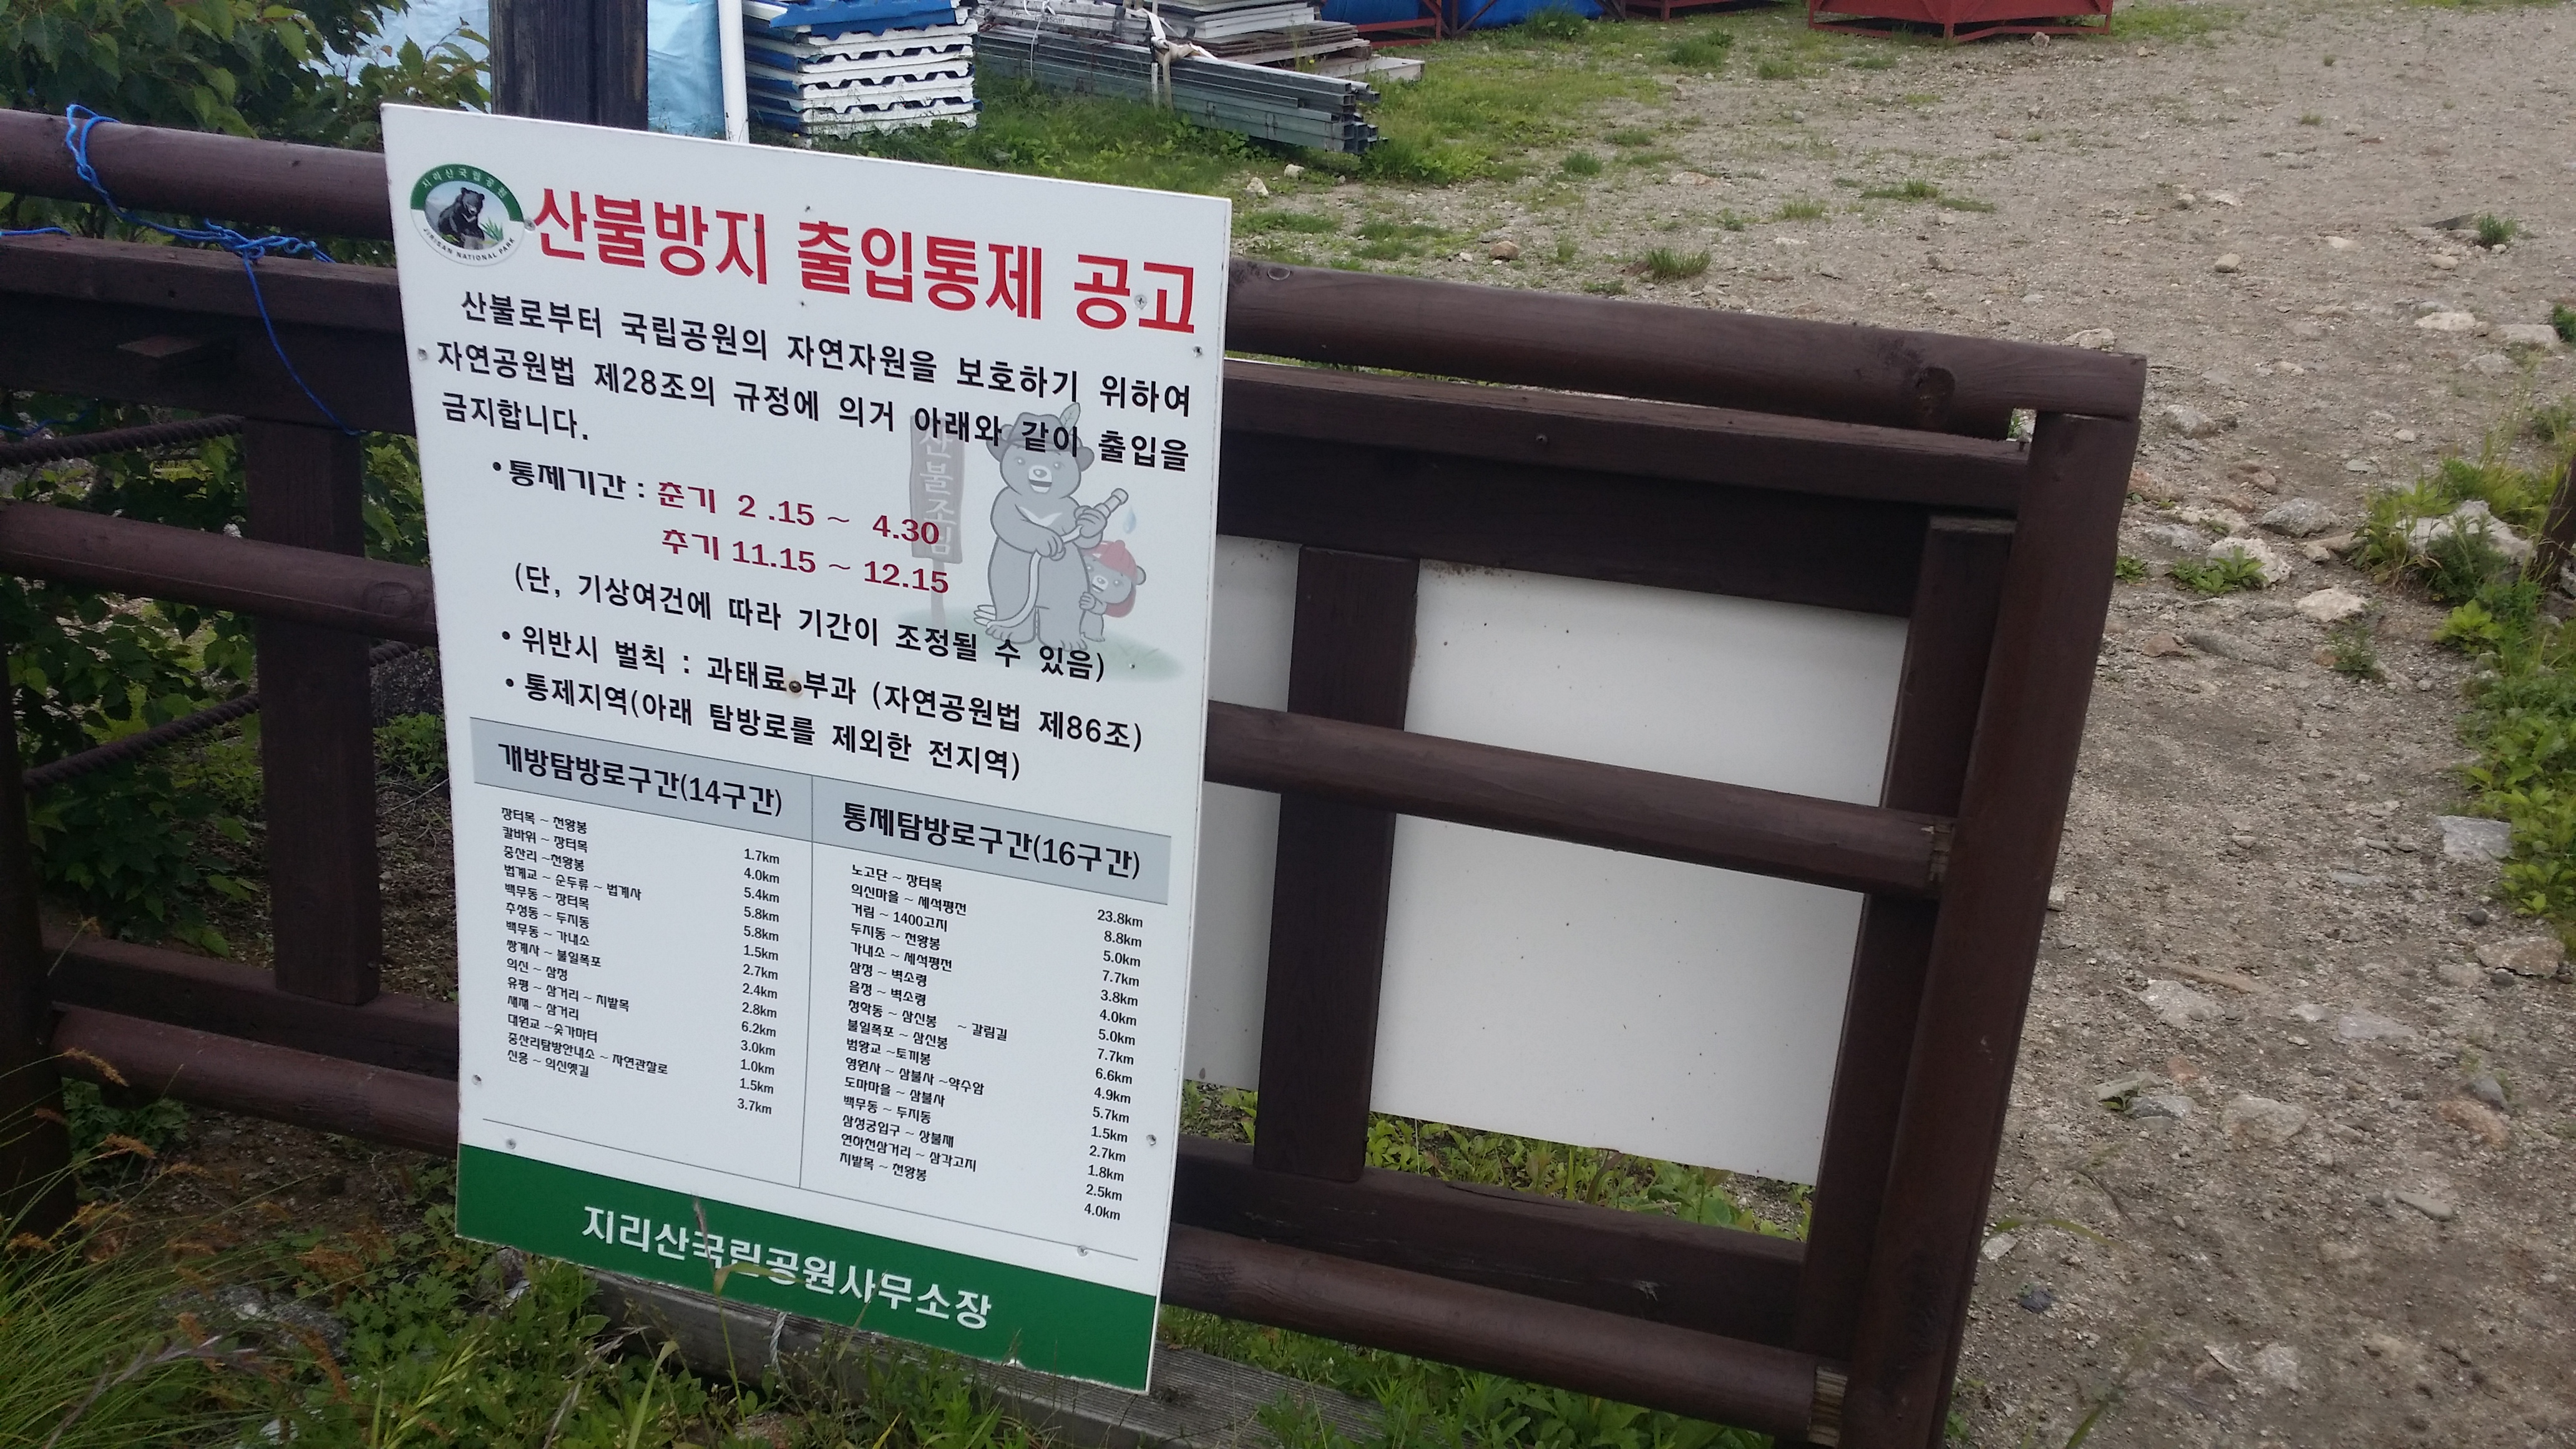 지리산국립공원
JIRISAN NATIONAL PARK
산불방지 출입통제 공고
산불로부터 국립공원의 자연자원을 보호하기 위하여
자연공원법 제28조의 규정에 의거 아래와 같이 출입을
금지합니다.
산불조심
•통제기간 : 춘기 2 .15 ~ 4.30
추기 11.15 ~ 12.15
(단, 기상여건에 따라 기간이 조정될 수 있음)
• 위반시 벌칙 : 과태료 부과 (자연공원법 제86조)
• 통제지역(아래 탐방로를 제외한 전지역)
개방탐방로구간(14구간)
장터목 ~ 천왕봉 1.7km
칼바위 ~ 장터목 4.0km
중산리 ~천왕봉 5.4km
법계교 ~ 순두류 ~ 법계사 5.8km
백무동 ~ 장터목 5.8km
추성동 ~ 두지동 1.5km
백무동 ~ 가내소 2.7km
쌍계사 ~ 불일폭포 2.4km
의신 ~ 삼정 2.8km
유평 ~ 삼거리 ~ 치밭목 6.2km
새재 ~ 삼거리 3.0km
대원교 ~숯가마터 1.0km
중산리탐방안내소 ~ 자연관찰로 1.5km
신흥 ~ 의신옛길 3.7km
통제탐방로구간(16구간)
노고단 ~ 장터목 23.8km
의신마을 ~ 세석평전 8.8km
거림 ~ 1400고지 5.0km
두지동 ~ 천왕봉 7.7km
가내소 ~ 세석평전 3.8km
삼정 ~ 벽소령 4.0km
음정 ~ 벽소령 5.0km
청학동 ~ 삼신봉 ~ 갈림길 7.7km
불일폭포 ~ 삼신봉 6.6km
범왕교 ~토끼봉 4.9km
영원사 ~ 삼불사 ~약수암 5.7km
도마마을 ~ 삼불사 1.5km
백무동 ~ 두지동 2.7km
삼성궁입구 ~ 상불재 1.8km
연하천삼거리 ~ 삼각고지 2.5km
치밭목 ~ 천왕봉 4.0km
지리산국립공원사무소장